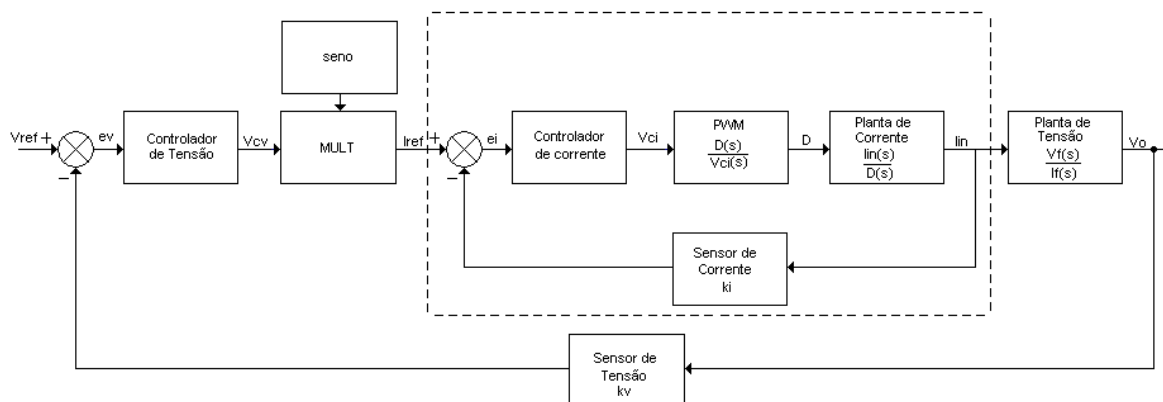 seno
Vref +
ev
Controlador
de Tensão
Vcv
MULT
Iref
+
ei
Controlador
de corrente
Vci
PWM
D(s)
Vci(s)
D
Planta de
Corrente
Iin(s)
D(s)
Iin
Planta de
Tensão
Vf(s)
If(s)
Vo
−
−
Sensor de
Corrente
ki
Sensor de
Tensão
kv